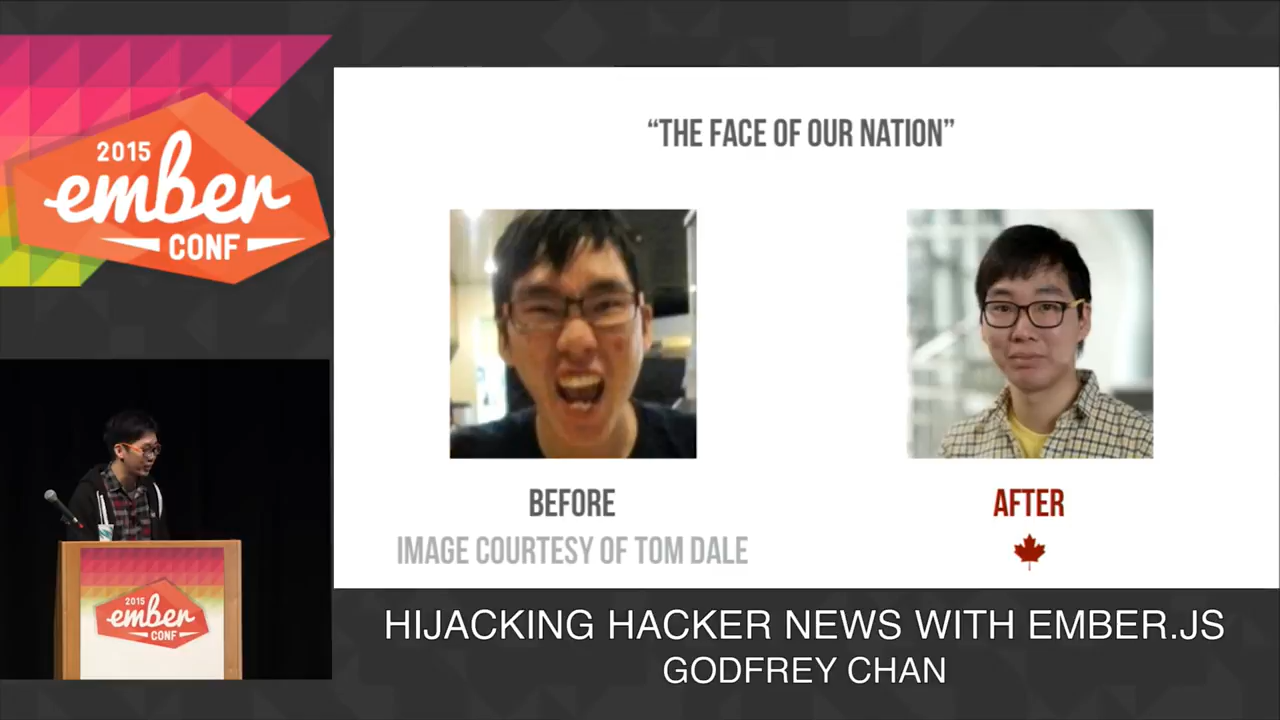 2015
ember
CONF
“THE FACE OF OUR NATION”
BEFORE
AFTER
IMAGE COURTESY OF TOM DALE
2015
ember
CONF
HIJACKING HACKER NEWS WITH EMBER.JS
GODFREY CHAN